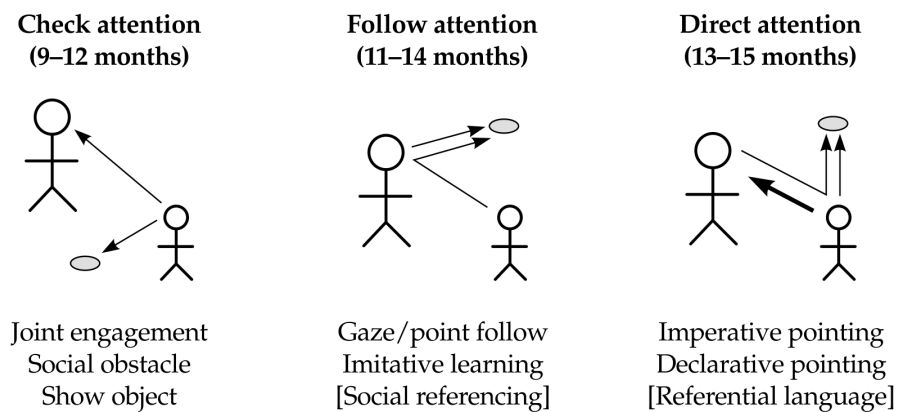 Check attention
(9–12 months)
Follow attention
(11–14 months)
Direct attention
(13–15 months)
Joint engagement
Social obstacle
Show object
Gaze/point follow
Imitative learning
[Social referencing]
Imperative pointing
Declarative pointing
[Referential language]